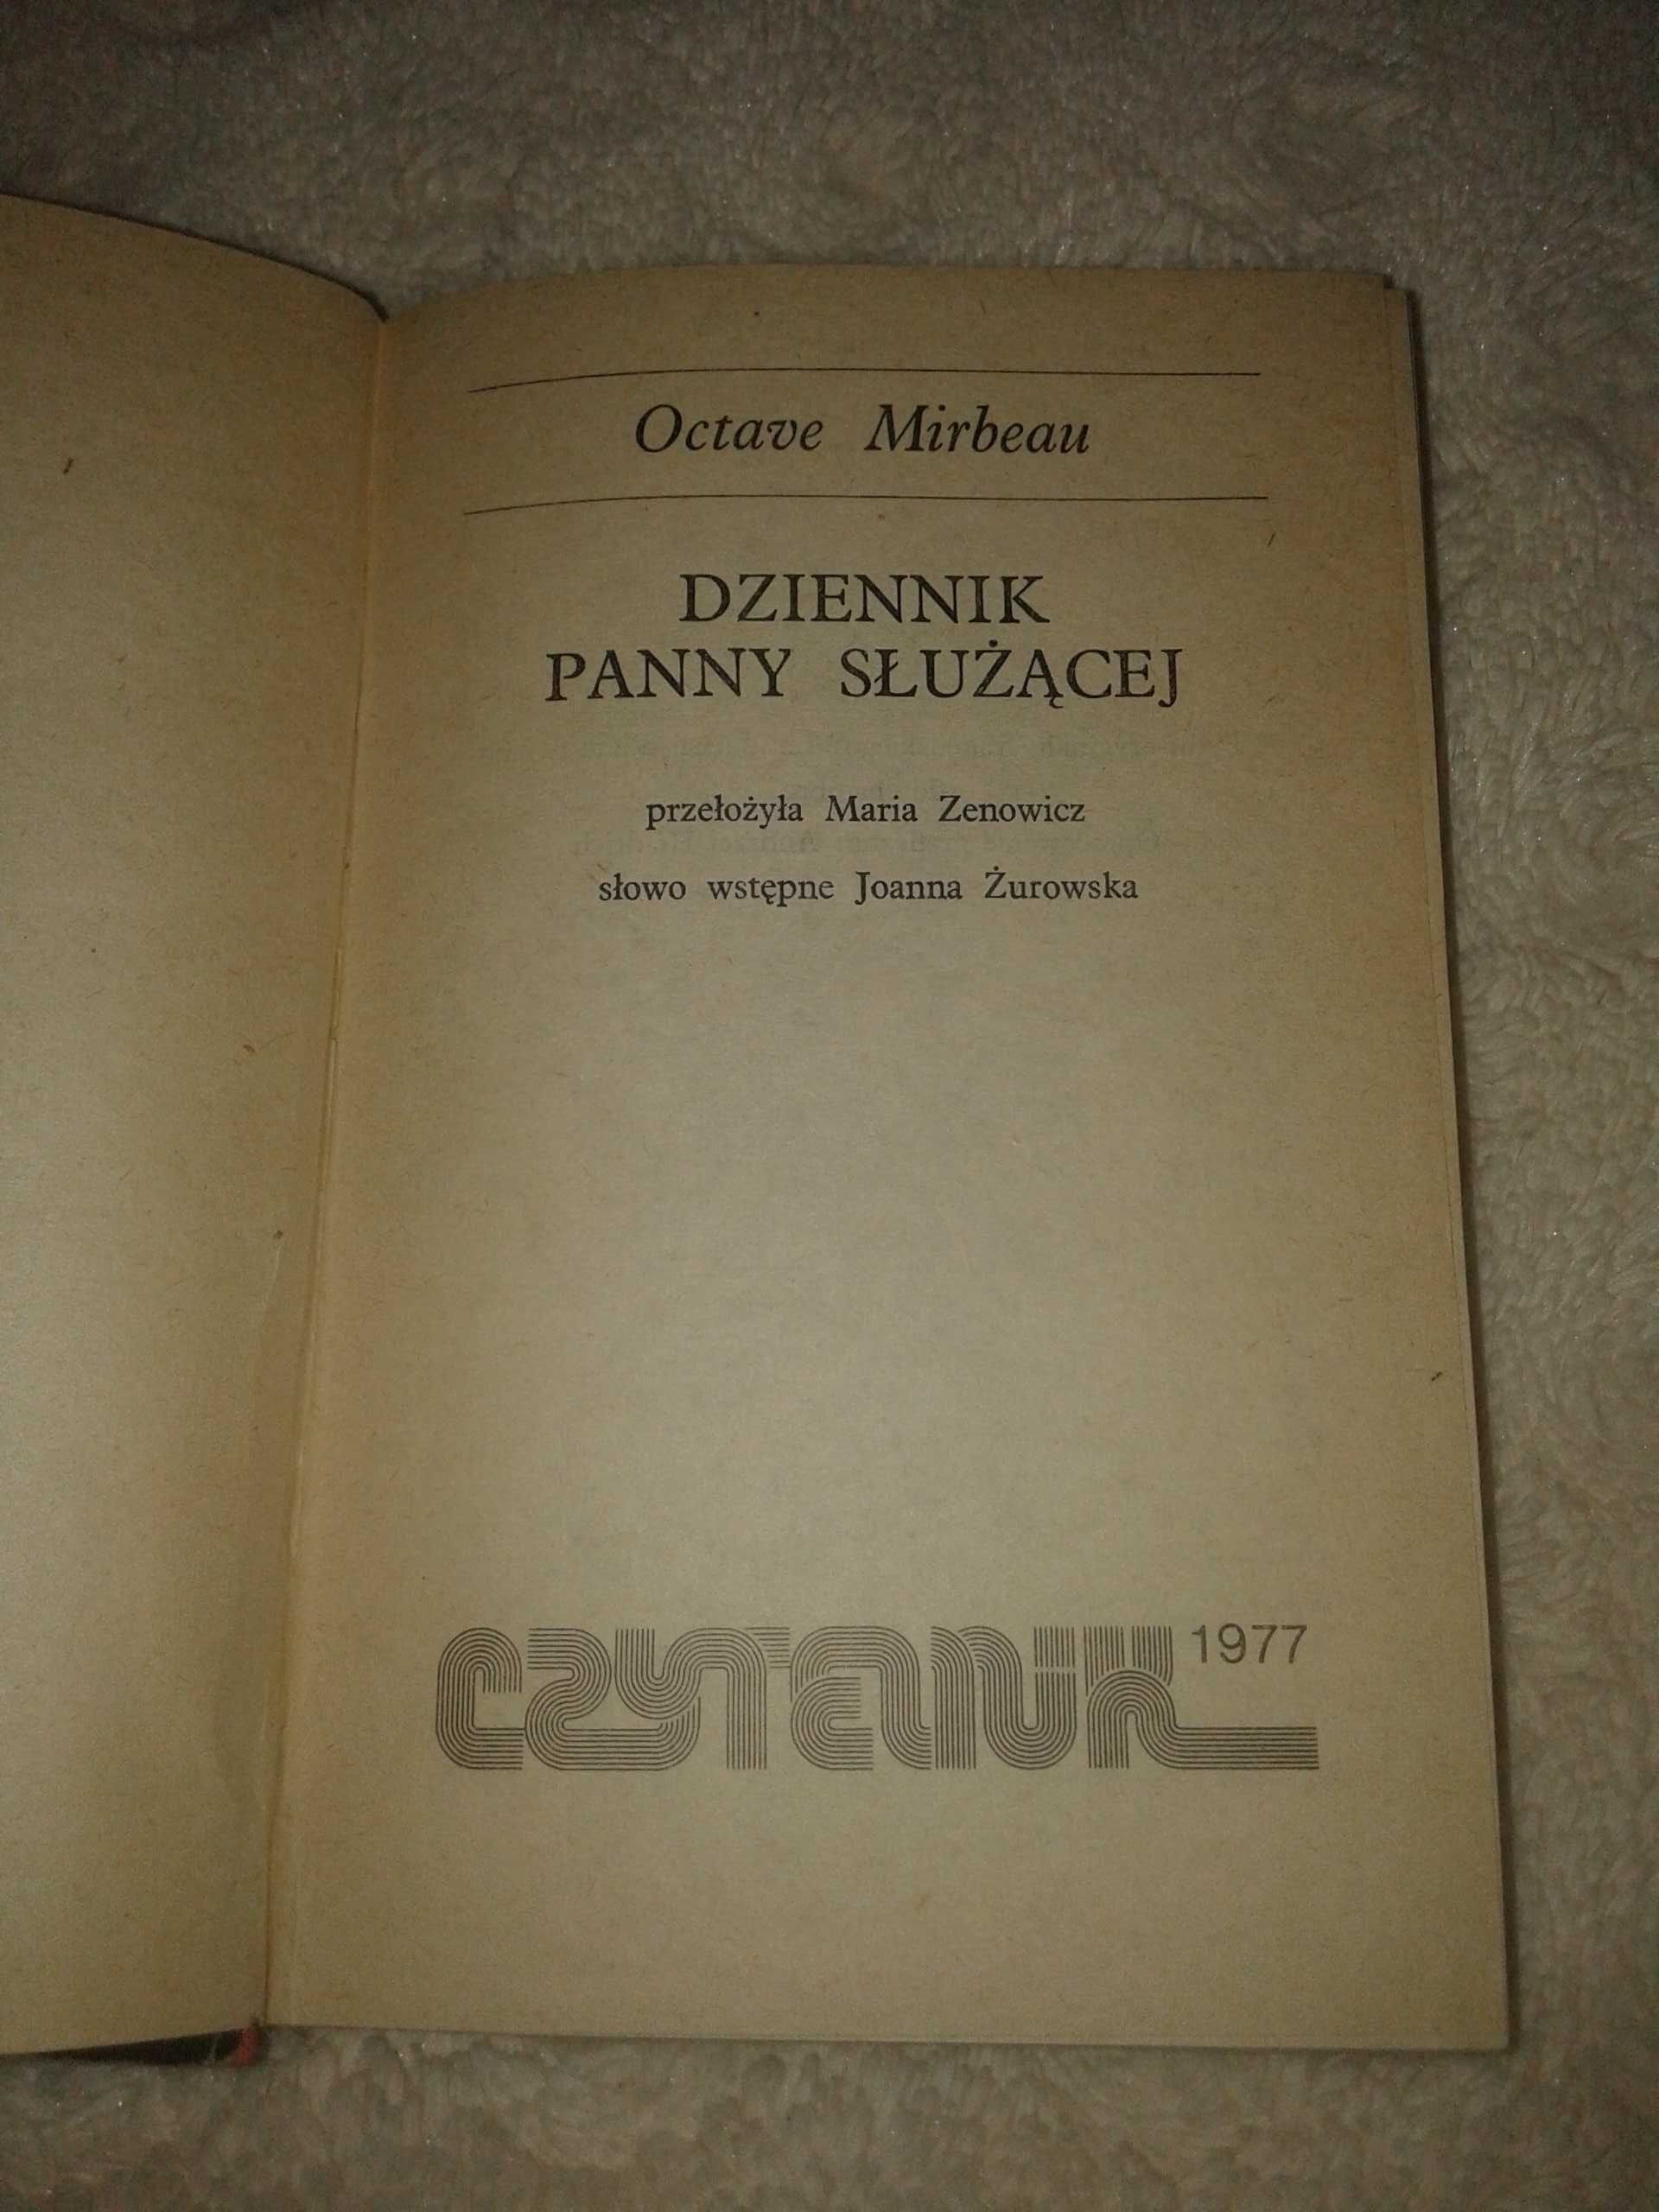 Octave Mirbeau
DZIENNIK
PANNY SŁUŻĄCEJ
przełożyła Maria Zenowicz
słowo wstępne Joanna Żurowska
CZYTELNIK 1977